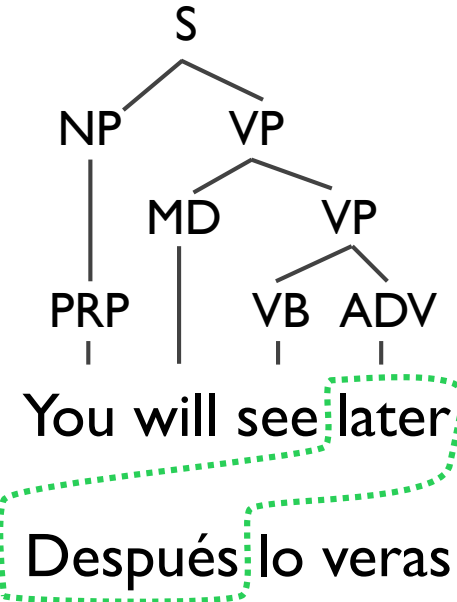 S
NP VP
MD VP
PRP VB ADV
You will see later
Después lo veras